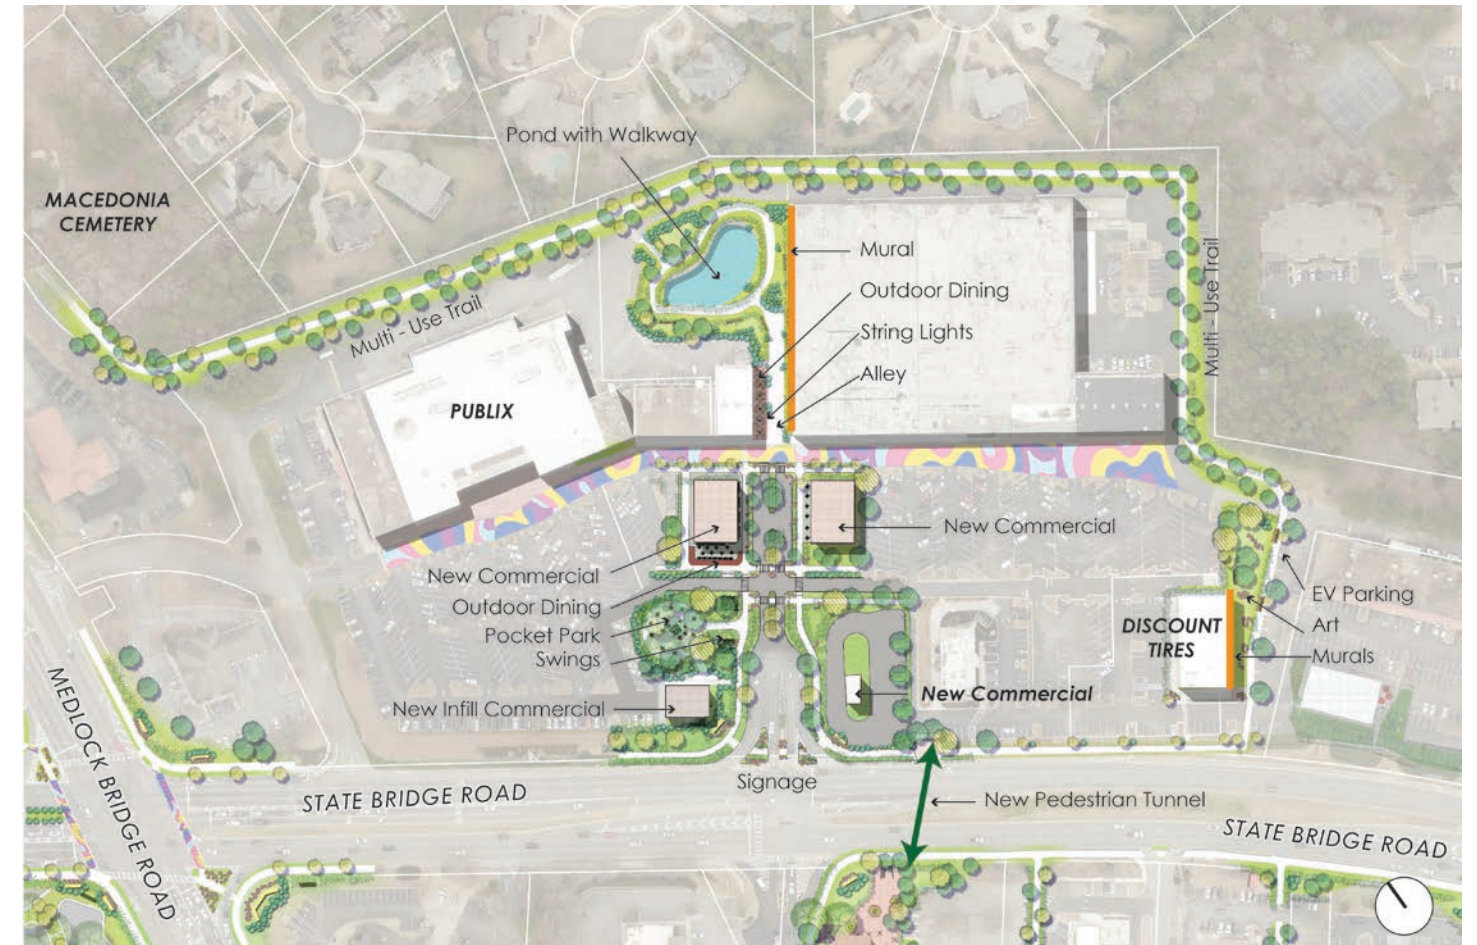 Pond with Walkway
MACEDONIA
CEMETERY
Mural
Outdoor Dining
String Lights
Alley
Multi - Use Trail
Multi - Use Trail
PUBLIX
New Commercial
New Commercial
Outdoor Dining
Pocket Park
Swings
New Infill Commercial
EV Parking
Art
Murals
DISCOUNT
TIRES
New Commercial
MEDLOCK BRIDGE ROAD
STATE BRIDGE ROAD
Signage
New Pedestrian Tunnel
STATE BRIDGE ROAD